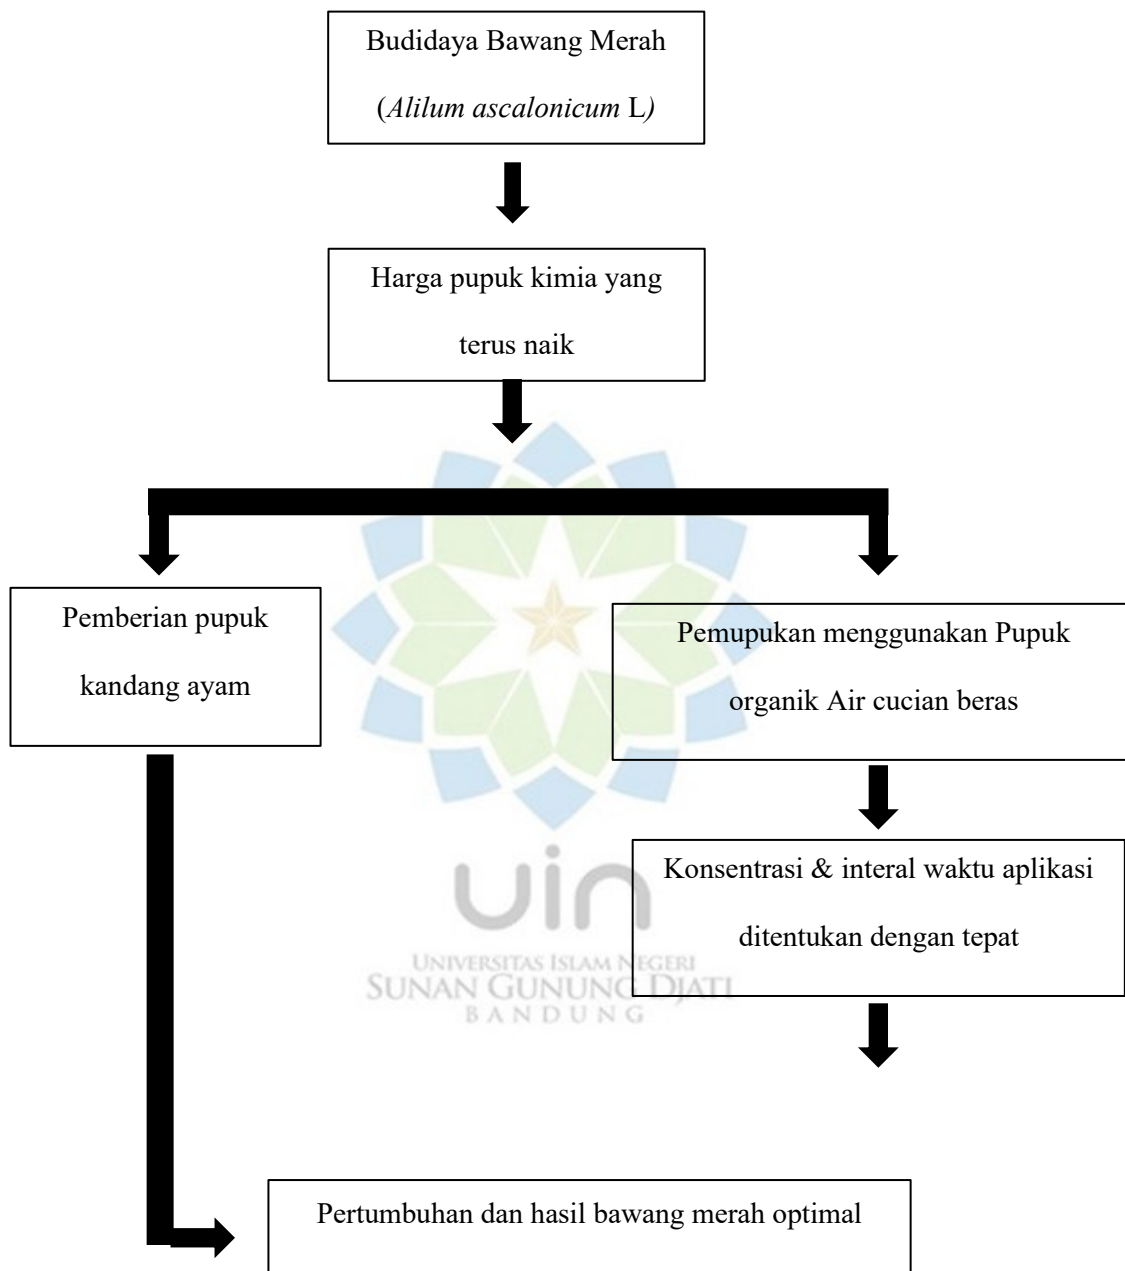 Budidaya Bawang Merah
(Alilum ascalonicum L)
Harga pupuk kimia yang
terus naik
Pemberian pupuk
kandang ayam
Pemupukan menggunakan Pupuk
organik Air cucian beras
Konsentrasi & interal waktu aplikasi
ditentukan dengan tepat
uin
UNIVERSITAS ISLAM NEGERI
SUNAN GUNUNG DJATI
BANDUNG
Pertumbuhan dan hasil bawang merah optimal